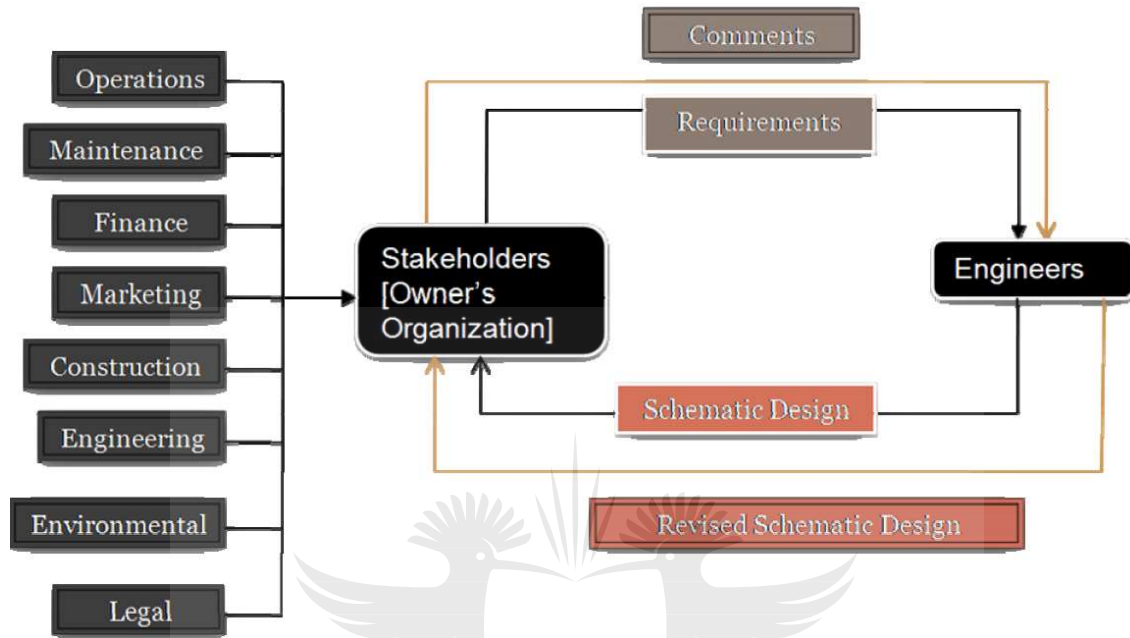 Operations
Maintenance
Finance
Marketing
Construction
Engineering
Environmental
Legal
Stakeholders
[Owner’s
Organization]
Comments
Requirements
Engineers
Schematic Design
Revised Schematic Design